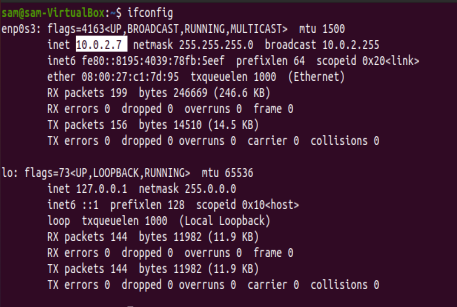 sam@sam-VirtualBox:~$ ifconfig
enp0s3: flags=4163<UP,BROADCAST,RUNNING,MULTICAST>  mtu 1500
        inet 10.0.2.7  netmask 255.255.255.0  broadcast 10.0.2.255
        inet6 fe80::8195:4039:78fb:5eef  prefixlen 64  scopeid 0x20<link>
        ether 08:00:27:c1:7d:95  txqueuelen 1000  (Ethernet)
        RX packets 199  bytes 246669 (246.6 KB)
        RX errors 0  dropped 0  overruns 0  frame 0
        TX packets 156  bytes 14510 (14.5 KB)
        TX errors 0  dropped 0 overruns 0  carrier 0  collisions 0
lo: flags=73<UP,LOOPBACK,RUNNING>  mtu 65536
        inet 127.0.0.1  netmask 255.0.0.0
        inet6 ::1  prefixlen 128  scopeid 0x10<host>
        loop  txqueuelen 1000  (Local Loopback)
        RX packets 144  bytes 11982 (11.9 KB)
        RX errors 0  dropped 0  overruns 0  frame 0
        TX packets 144  bytes 11982 (11.9 KB)
        TX errors 0  dropped 0 overruns 0  carrier 0  collisions 0